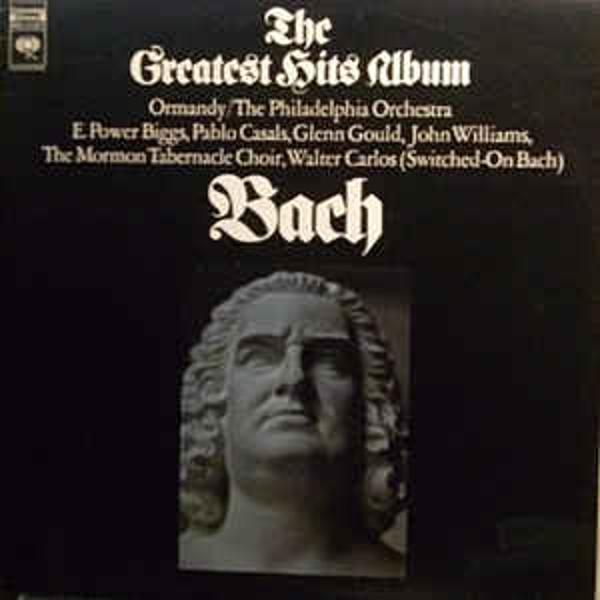 The
Greatest Hits Album
Ormandy/The Philadelphia Orchestra
E. Power Biggs, Pablo Casals, Glenn Gould, John Williams,
The Mormon Tabernacle Choir, Walter Carlos (Switched-On Bach)
Bach